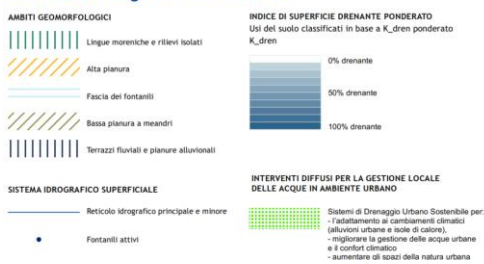 AMBITI GEOMORFOLOGICI
Lingue moreniche e rilievi isolati
Alta pianura
Fascia dei fontanili
Bassa pianura a meandri
Terrazzi fluviali e pianure alluvionali
SISTEMA IDROGRAFICO SUPERFICIALE
Reticolo idrografico principale e minore
Fontanili attivi
INDICE DI SUPERFICIE DRENANTE PONDERATO
Usi del suolo classificati in base a K_dren ponderato
K_dren
0% drenante
50% drenante
100% drenante
INTERVENTI DIFFUSI PER LA GESTIONE LOCALE
DELLE ACQUE IN AMBIENTE URBANO
Sistemi di Drenaggio Urbano Sostenibile per:
- l'adattamento ai cambiamenti climatici
(alluvioni urbane e isole di calore),
- migliorare la gestione delle acque urbane
e il confort climatico
- aumentare gli spazi della natura urbana